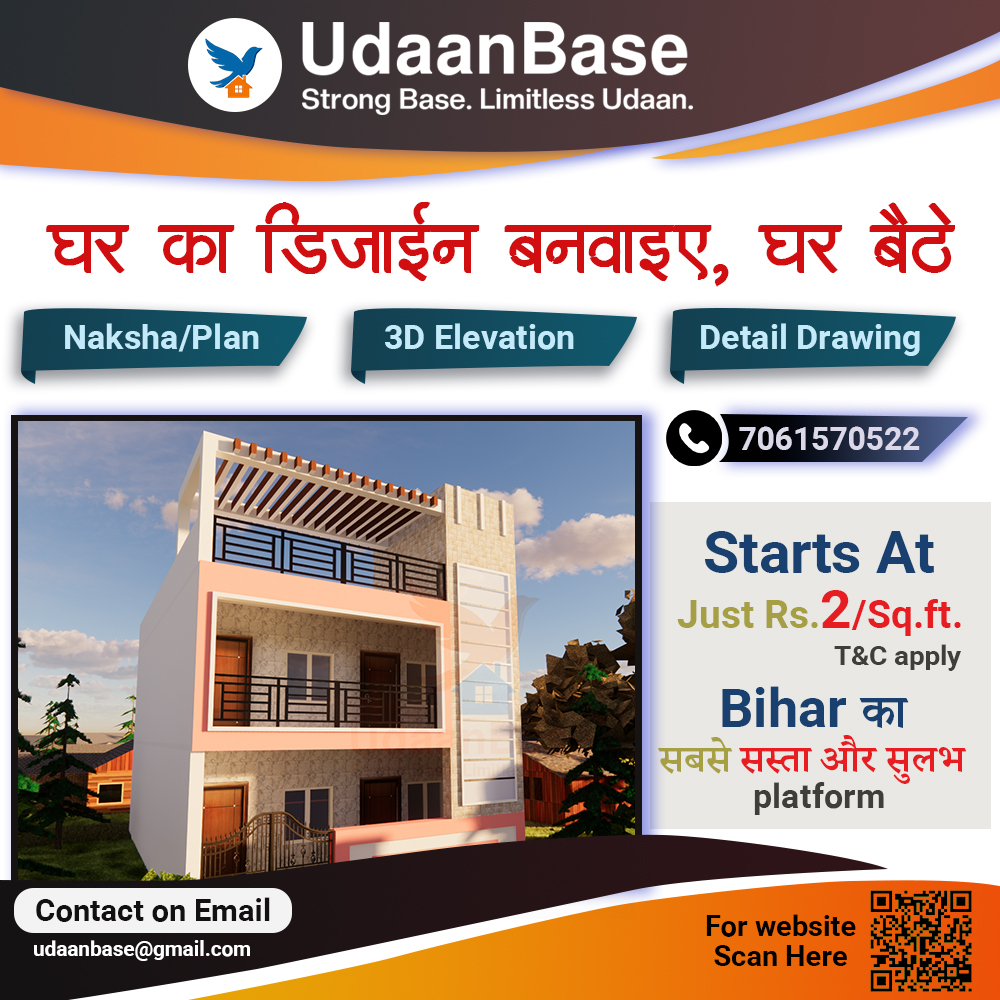 UdaanBase
Strong Base. Limitless Udaan.
घर का डिजाईन बनवाइए, घर बैठे
Naksha/Plan
3D Elevation
Detail Drawing
7061570522
Starts At
Just Rs.2/Sq.ft.
T&C apply
Bihar का
सबसे सस्ता और सुलभ
platform
Contact on Email
udaanbase@gmail.com
For website
Scan Here